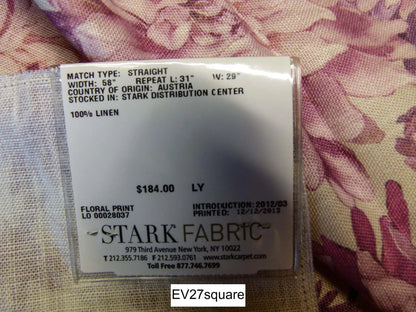 MATCH TYPE: STRAIGHT
WIDTH: 58" REPEAT L: 31" W: 29"
COUNTRY OF ORIGIN: AUSTRIA
STOCKED IN: STARK DISTRIBUTION CENTER
100% LINEN
$184.00 LY
FLORAL PRINT INTRODUCTION: 2012/03
LO 00028037 PRINTED: 12/12/2012
STARK FABRIC
979 Third Avenue New York, NY 10022
T 212.355.7186 F 212.593.0761 www.starkcarpet.com
Toll Free 877.746.7699
EV27square